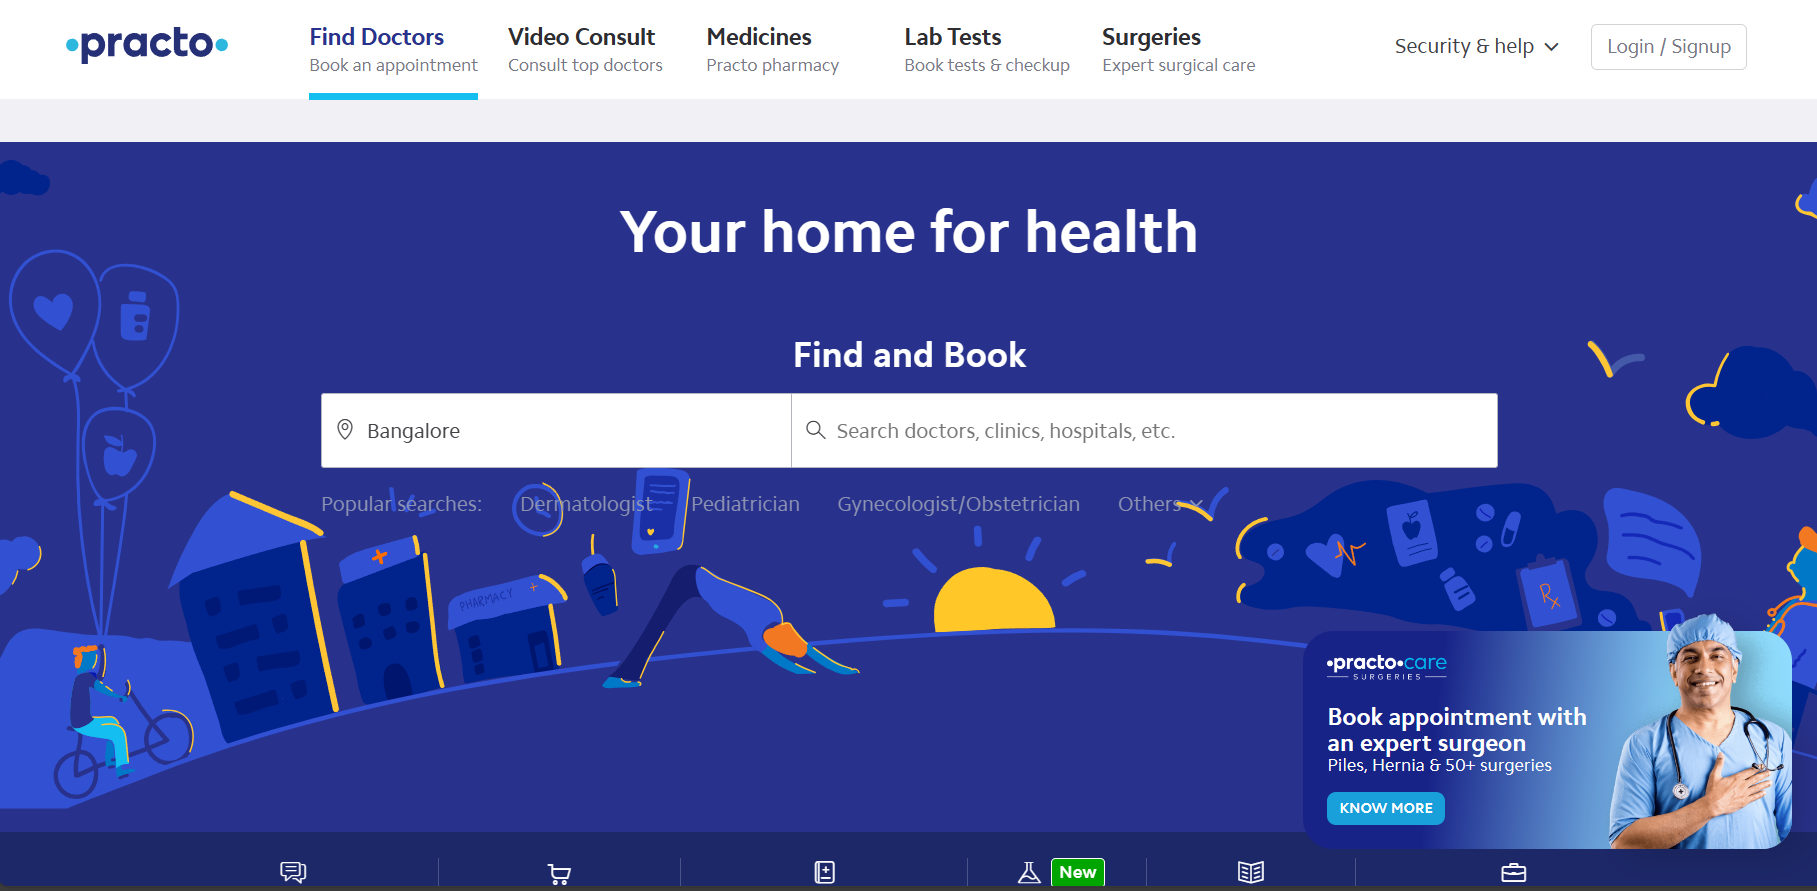 practo
Find Doctors
Book an appointment
Video Consult
Consult top doctors
Medicines
Practo pharmacy
Lab Tests
Book tests & checkup
Surgeries
Expert surgical care
Security & help
Login / Signup
Your home for health
Find and Book
Bangalore
Search doctors, clinics, hospitals, etc.
Popular searches: Dermatologist Pediatrician Gynecologist/Obstetrician Others
PHARMACY
Rx
practo care
SURGERIES
Book appointment with
an expert surgeon
Piles, Hernia & 50+ surgeries
KNOW MORE
New